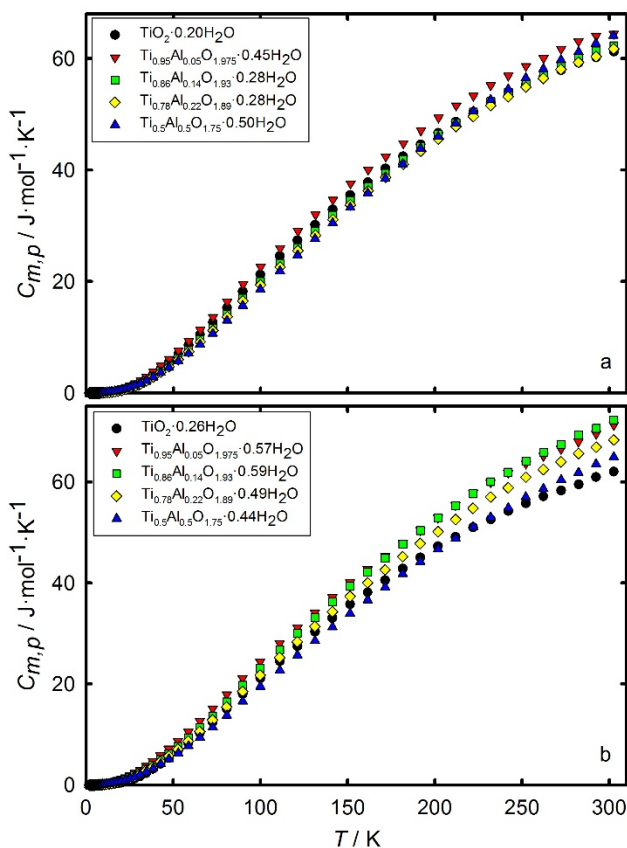 60
40
20
0
C_{m,p} / J·mol⁻¹·K⁻¹
TiO₂·0.20H₂O
Ti₀.₉₅Al₀.₀₅O₁.₉₇₅·0.45H₂O
Ti₀.₈₆Al₀.₁₄O₁.₉₃·0.28H₂O
Ti₀.₇₈Al₀.₂₂O₁.₈₉·0.28H₂O
Ti₀.₅Al₀.₅O₁.₇₅·0.50H₂O
a
60
40
20
0
C_{m,p} / J·mol⁻¹·K⁻¹
TiO₂·0.26H₂O
Ti₀.₉₅Al₀.₀₅O₁.₉₇₅·0.57H₂O
Ti₀.₈₆Al₀.₁₄O₁.₉₃·0.59H₂O
Ti₀.₇₈Al₀.₂₂O₁.₈₉·0.49H₂O
Ti₀.₅Al₀.₅O₁.₇₅·0.44H₂O
b
0 50 100 150 200 250 300
T / K